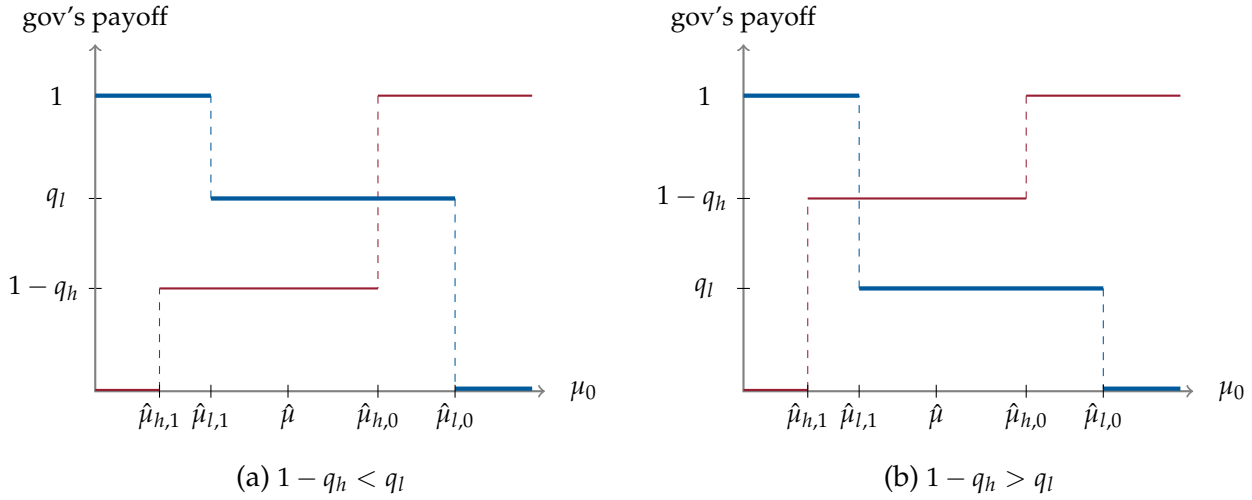 gov's payoff
1
q_l
1 − q_h
μ̂_{h,1} μ̂_{l,1} μ̂ μ̂_{h,0} μ̂_{l,0}
μ_0
(a) 1 − q_h < q_l
gov's payoff
1
1 − q_h
q_l
μ̂_{h,1} μ̂_{l,1} μ̂ μ̂_{h,0} μ̂_{l,0}
μ_0
(b) 1 − q_h > q_l